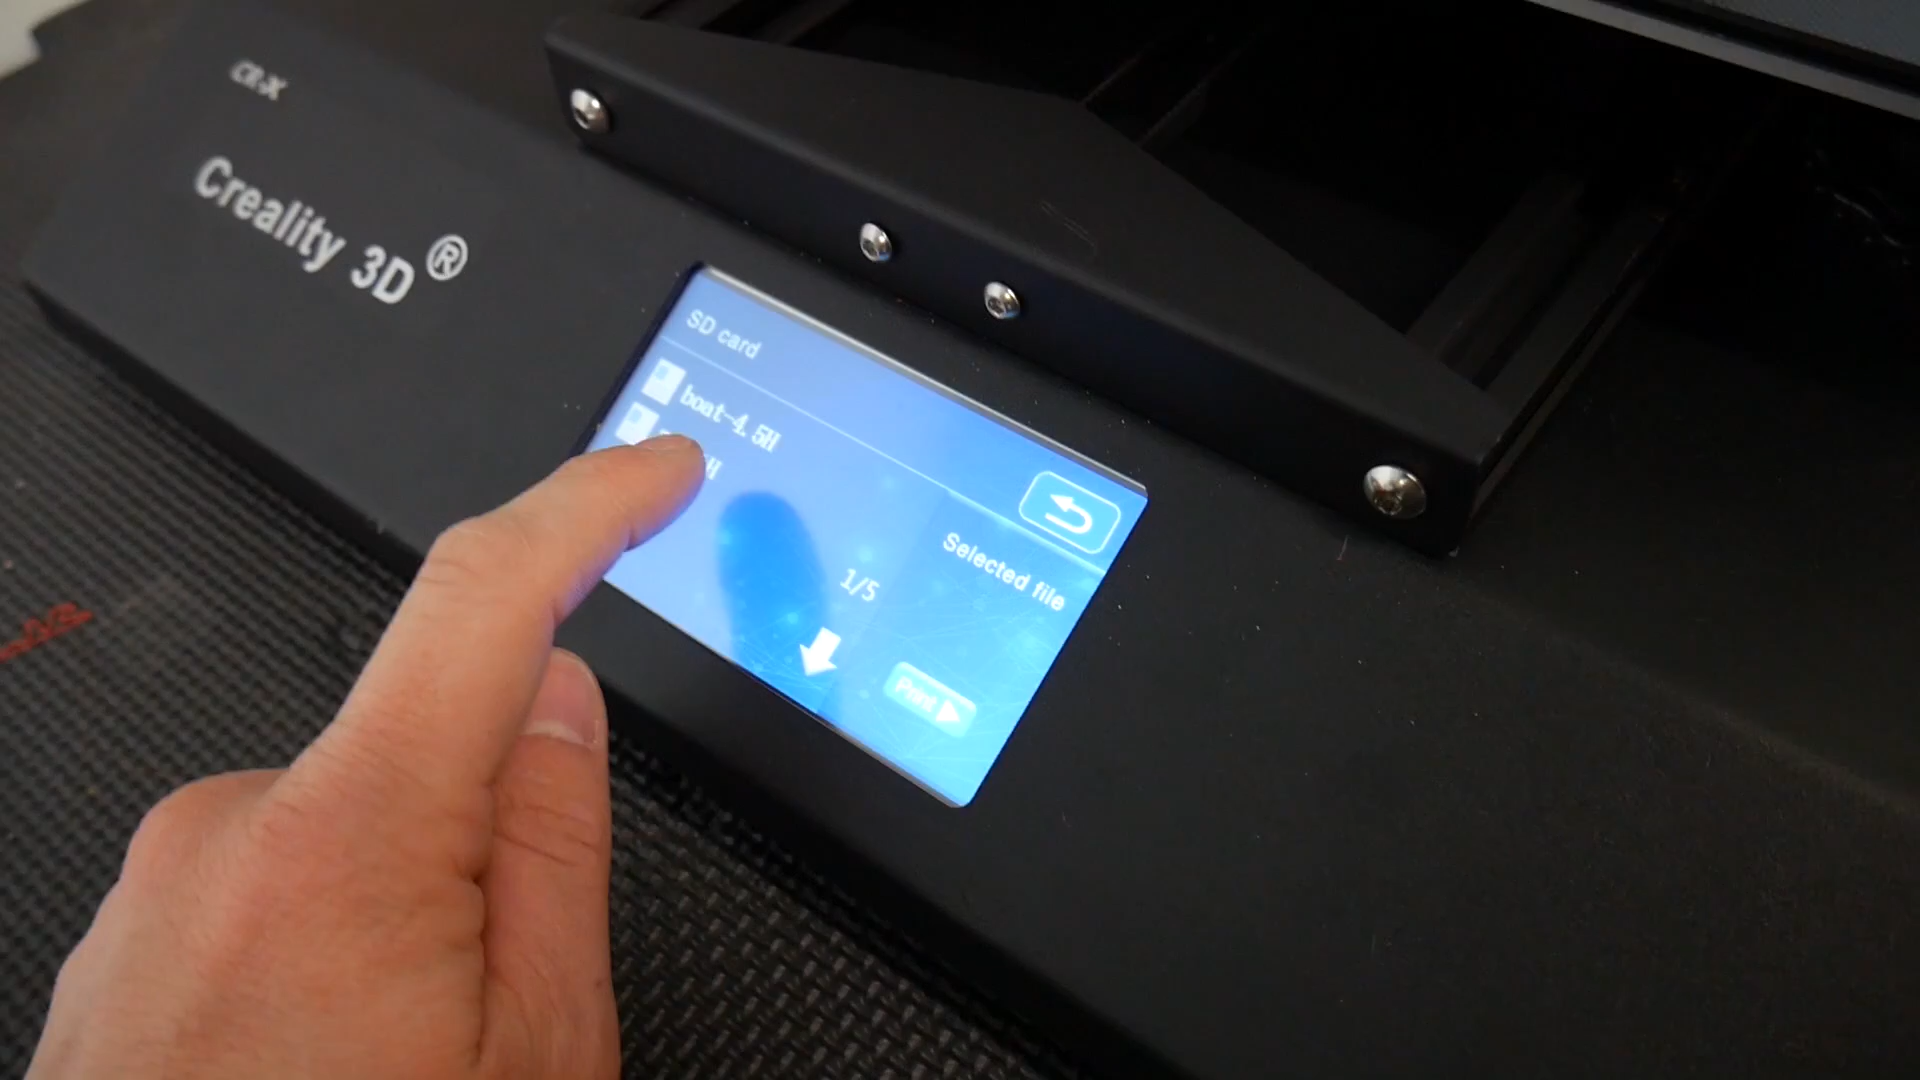 CR-X
Creality 3D®
SD card
boat-4.5H
Selected file
1/5
Print